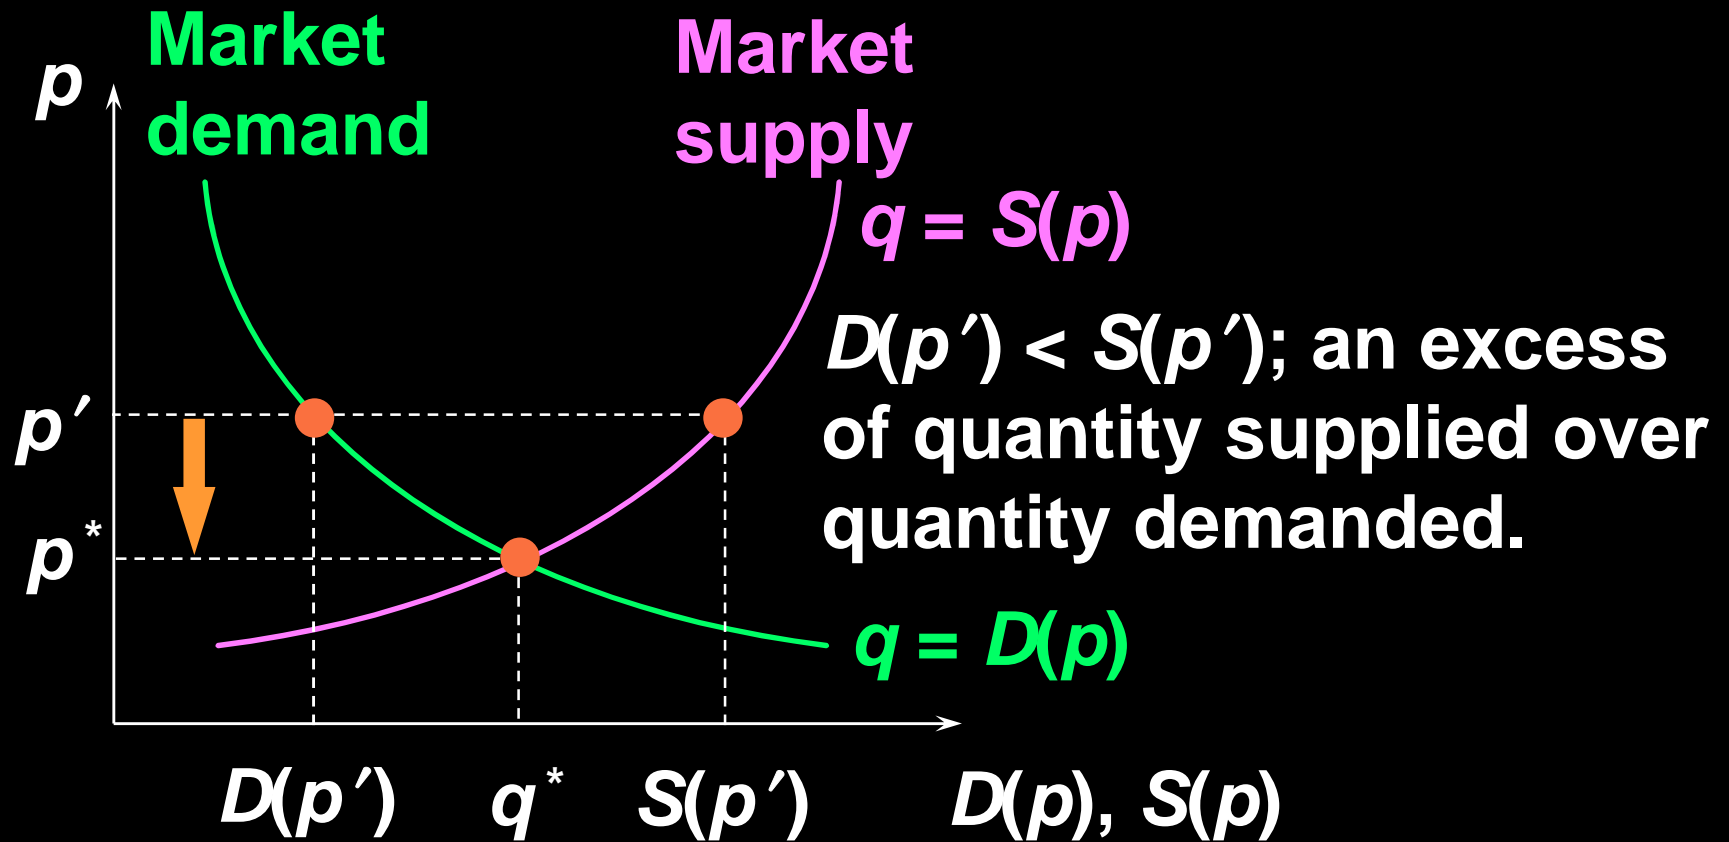 Market
demand
Market
supply
p
q = S(p)
D(p′) < S(p′); an excess
of quantity supplied over
quantity demanded.
p′
p*
q = D(p)
D(p′) q* S(p′) D(p), S(p)